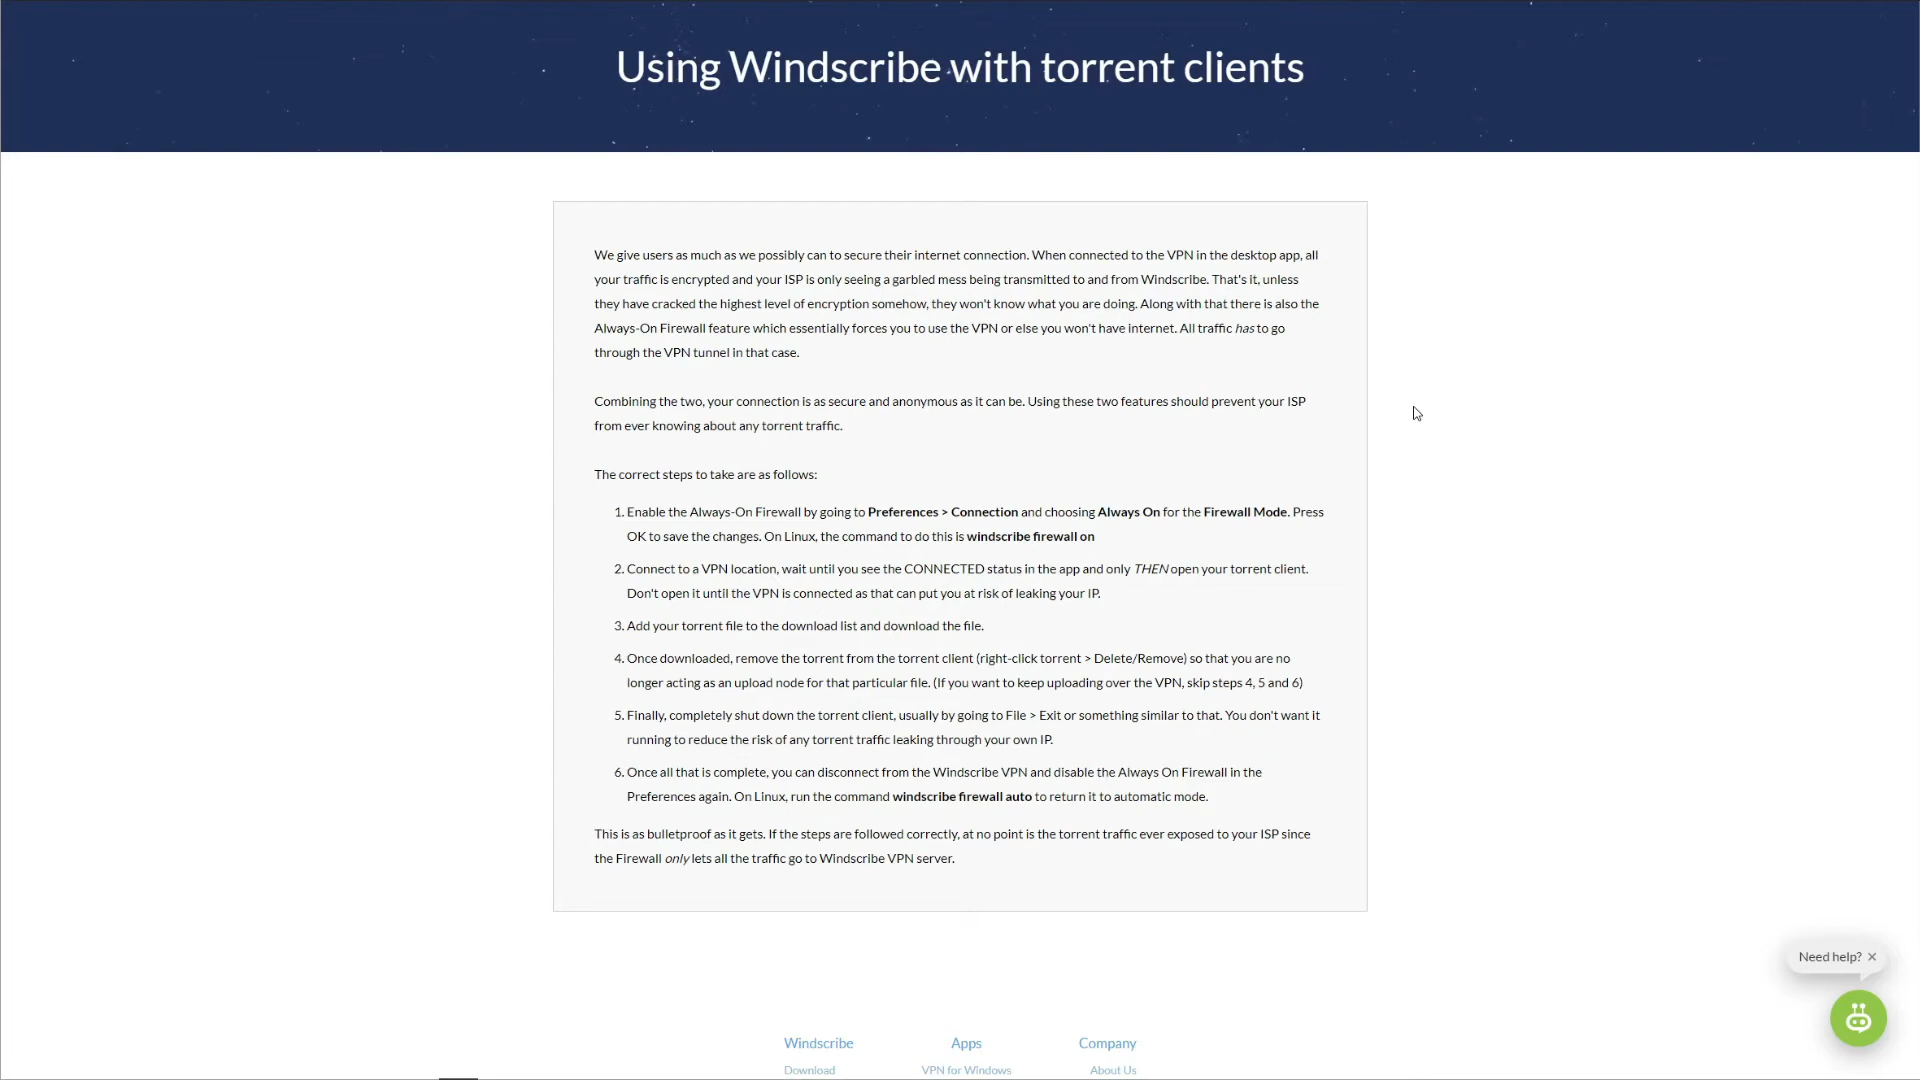 Using Windscribe with torrent clients
We give users as much as we possibly can to secure their internet connection. When connected to the VPN in the desktop app, all
your traffic is encrypted and your ISP is only seeing a garbled mess being transmitted to and from Windscribe. That's it, unless
they have cracked the highest level of encryption somehow, they won't know what you are doing. Along with that there is also the
Always-On Firewall feature which essentially forces you to use the VPN or else you won't have internet. All traffic has to go
through the VPN tunnel in that case.
Combining the two, your connection is as secure and anonymous as it can be. Using these two features should prevent your ISP
from ever knowing about any torrent traffic.
The correct steps to take are as follows:
1. Enable the Always-On Firewall by going to Preferences > Connection and choosing Always On for the Firewall Mode. Press
OK to save the changes. On Linux, the command to do this is windscribe firewall on
2. Connect to a VPN location, wait until you see the CONNECTED status in the app and only THEN open your torrent client.
Don't open it until the VPN is connected as that can put you at risk of leaking your IP.
3. Add your torrent file to the download list and download the file.
4. Once downloaded, remove the torrent from the torrent client (right-click torrent > Delete/Remove) so that you are no
longer acting as an upload node for that particular file. (If you want to keep uploading over the VPN, skip steps 4, 5 and 6)
5. Finally, completely shut down the torrent client, usually by going to File > Exit or something similar to that. You don't want it
running to reduce the risk of any torrent traffic leaking through your own IP.
6. Once all that is complete, you can disconnect from the Windscribe VPN and disable the Always On Firewall in the
Preferences again. On Linux, run the command windscribe firewall auto to return it to automatic mode.
This is as bulletproof as it gets. If the steps are followed correctly, at no point is the torrent traffic ever exposed to your ISP since
the Firewall only lets all the traffic go to Windscribe VPN server.
Need help? ×
Windscribe Apps Company
Download VPN for Windows About Us